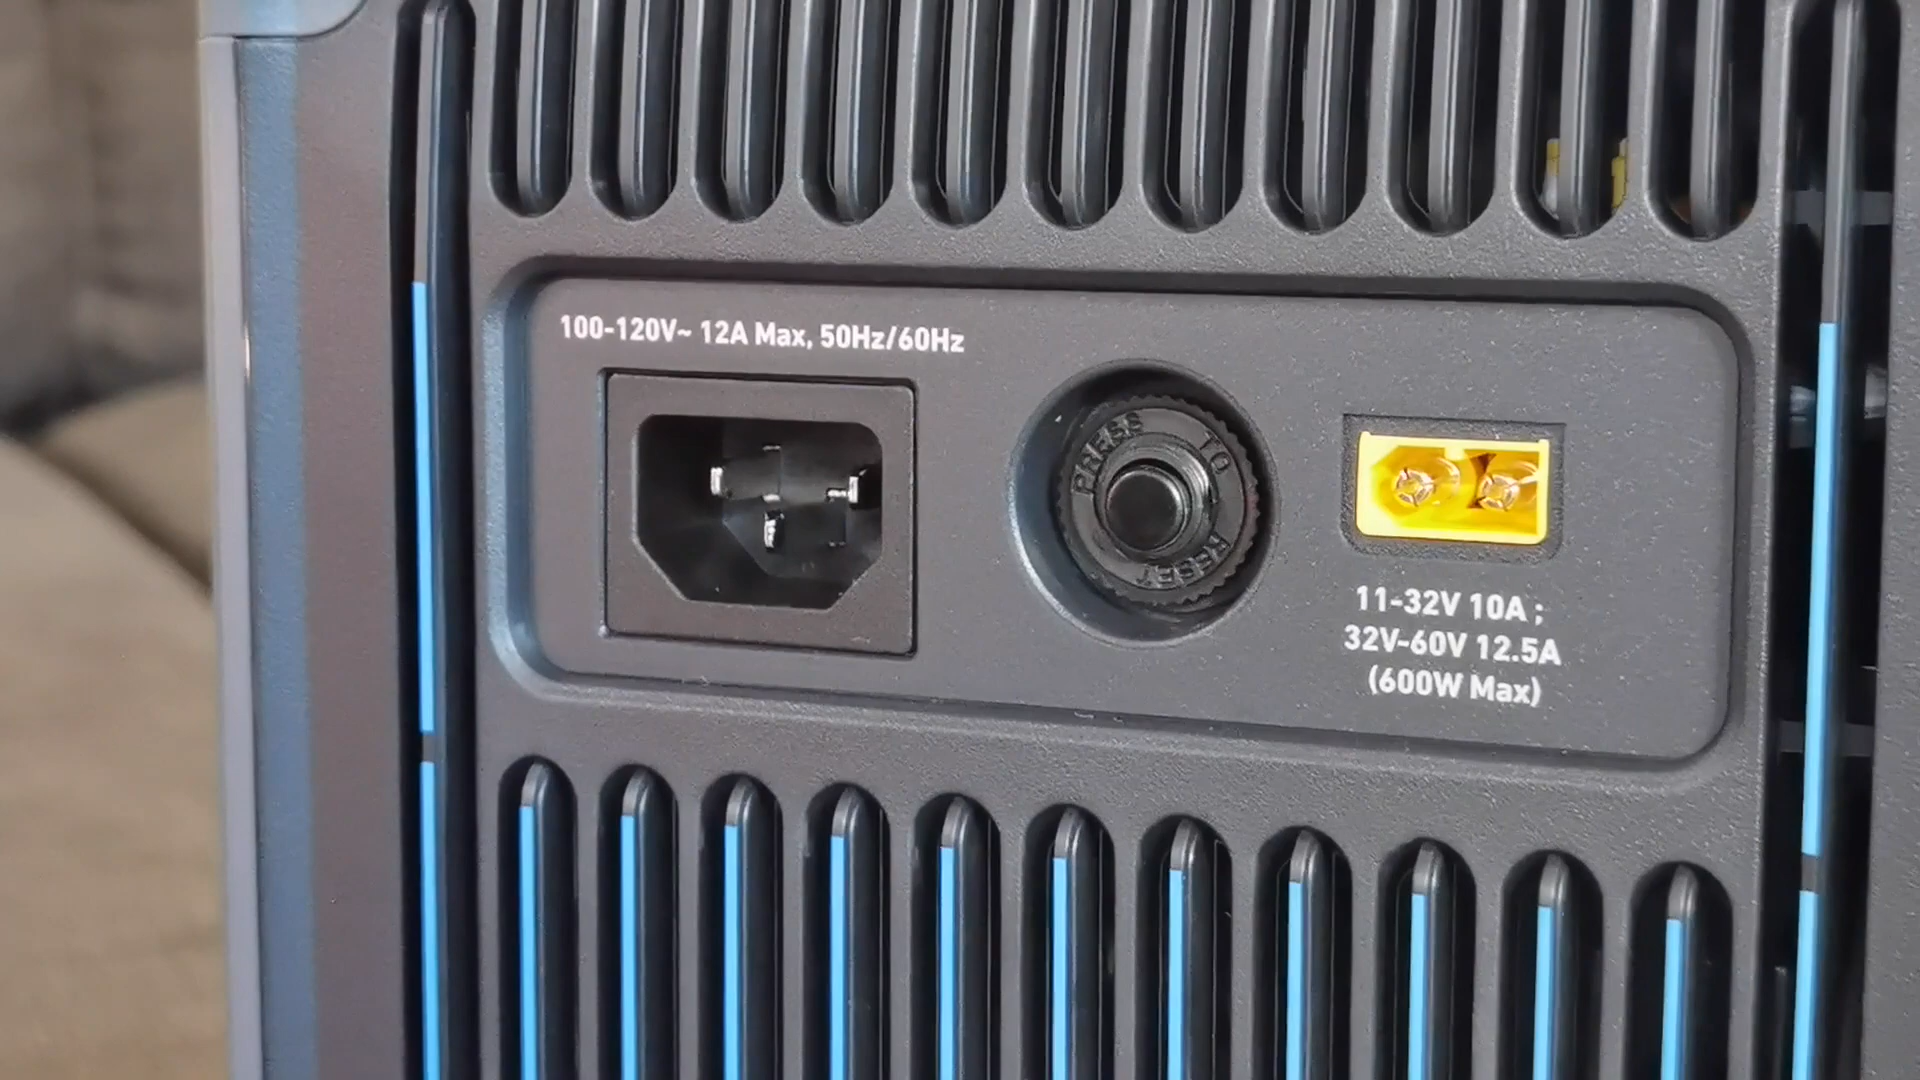 100-120V~ 12A Max, 50Hz/60Hz
PRESS TO RESET
11-32V 10A ;
32V-60V 12.5A
(600W Max)